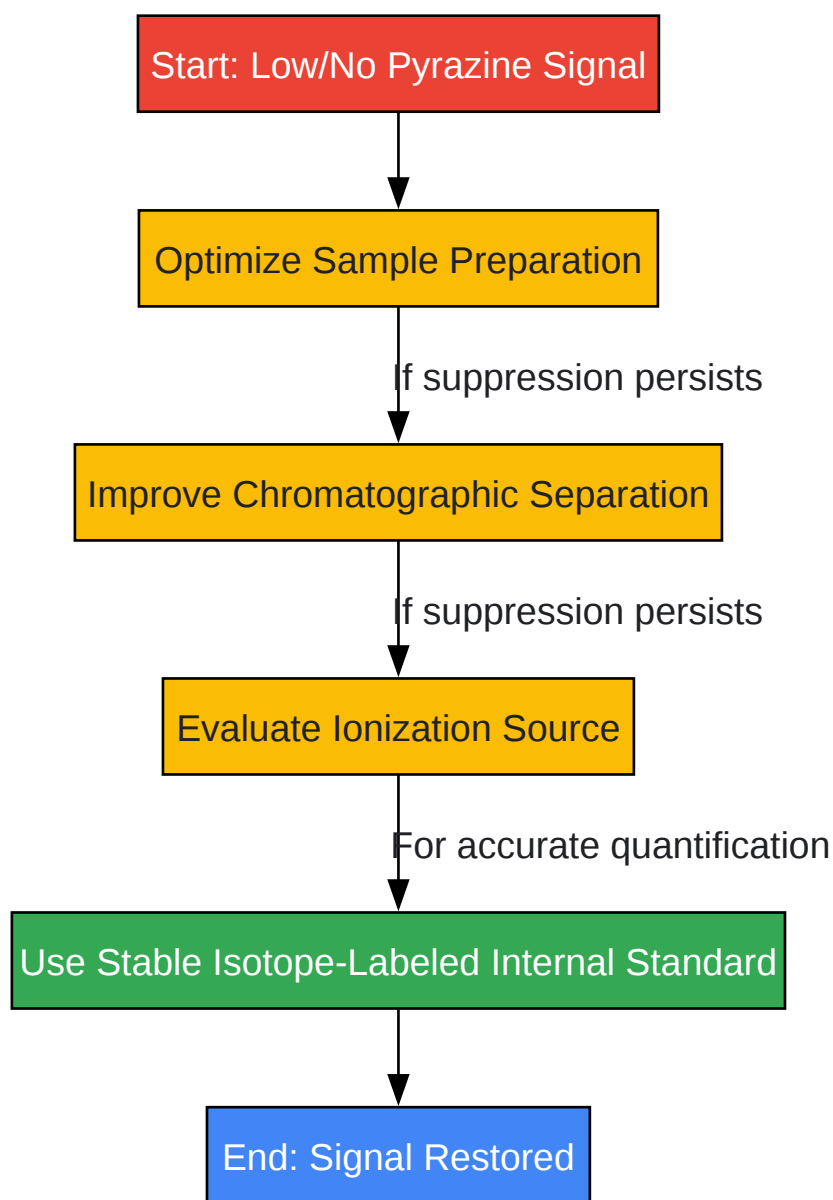 Start: Low/No Pyrazine Signal
Optimize Sample Preparation
If suppression persists
Improve Chromatographic Separation
If suppression persists
Evaluate Ionization Source
For accurate quantification
Use Stable Isotope-Labeled Internal Standard
End: Signal Restored